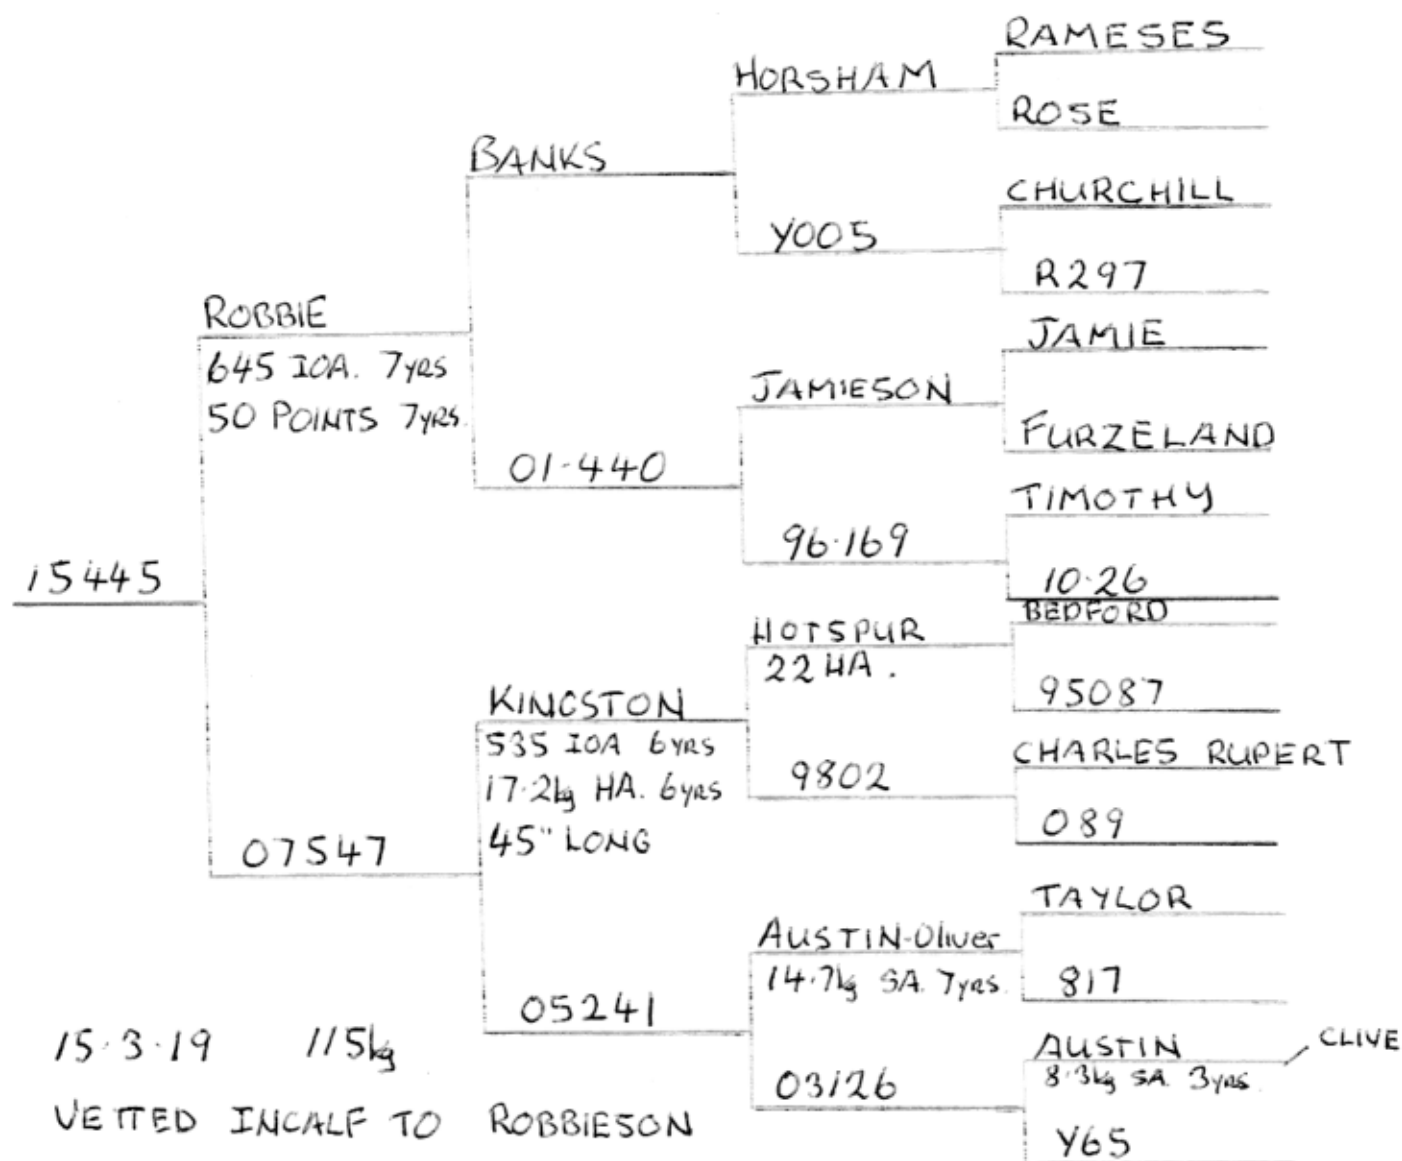 RAMESES
HORSHAM
ROSE
BANKS
CHURCHILL
Y005
R297
ROBBIE
JAMIE
645 IOA. 7YRS
JAMIESON
50 POINTS 7YRS.
FURZELAND
01·440
TIMOTHY
96·169
15445
10·26
BEDFORD
HOTSPUR
22 HA.
95087
KINGSTON
535 IOA 6YRS
CHARLES RUPERT
9802
17·2kg HA. 6YRS
089
45" LONG
07547
TAYLOR
AUSTIN-Oliver
14·7kg SA. 7YRS.
817
05241
15·3·19 115kg
AUSTIN CLIVE
8·3kg SA. 3YRS.
03126
VETTED INCALF TO ROBBIESON
Y65